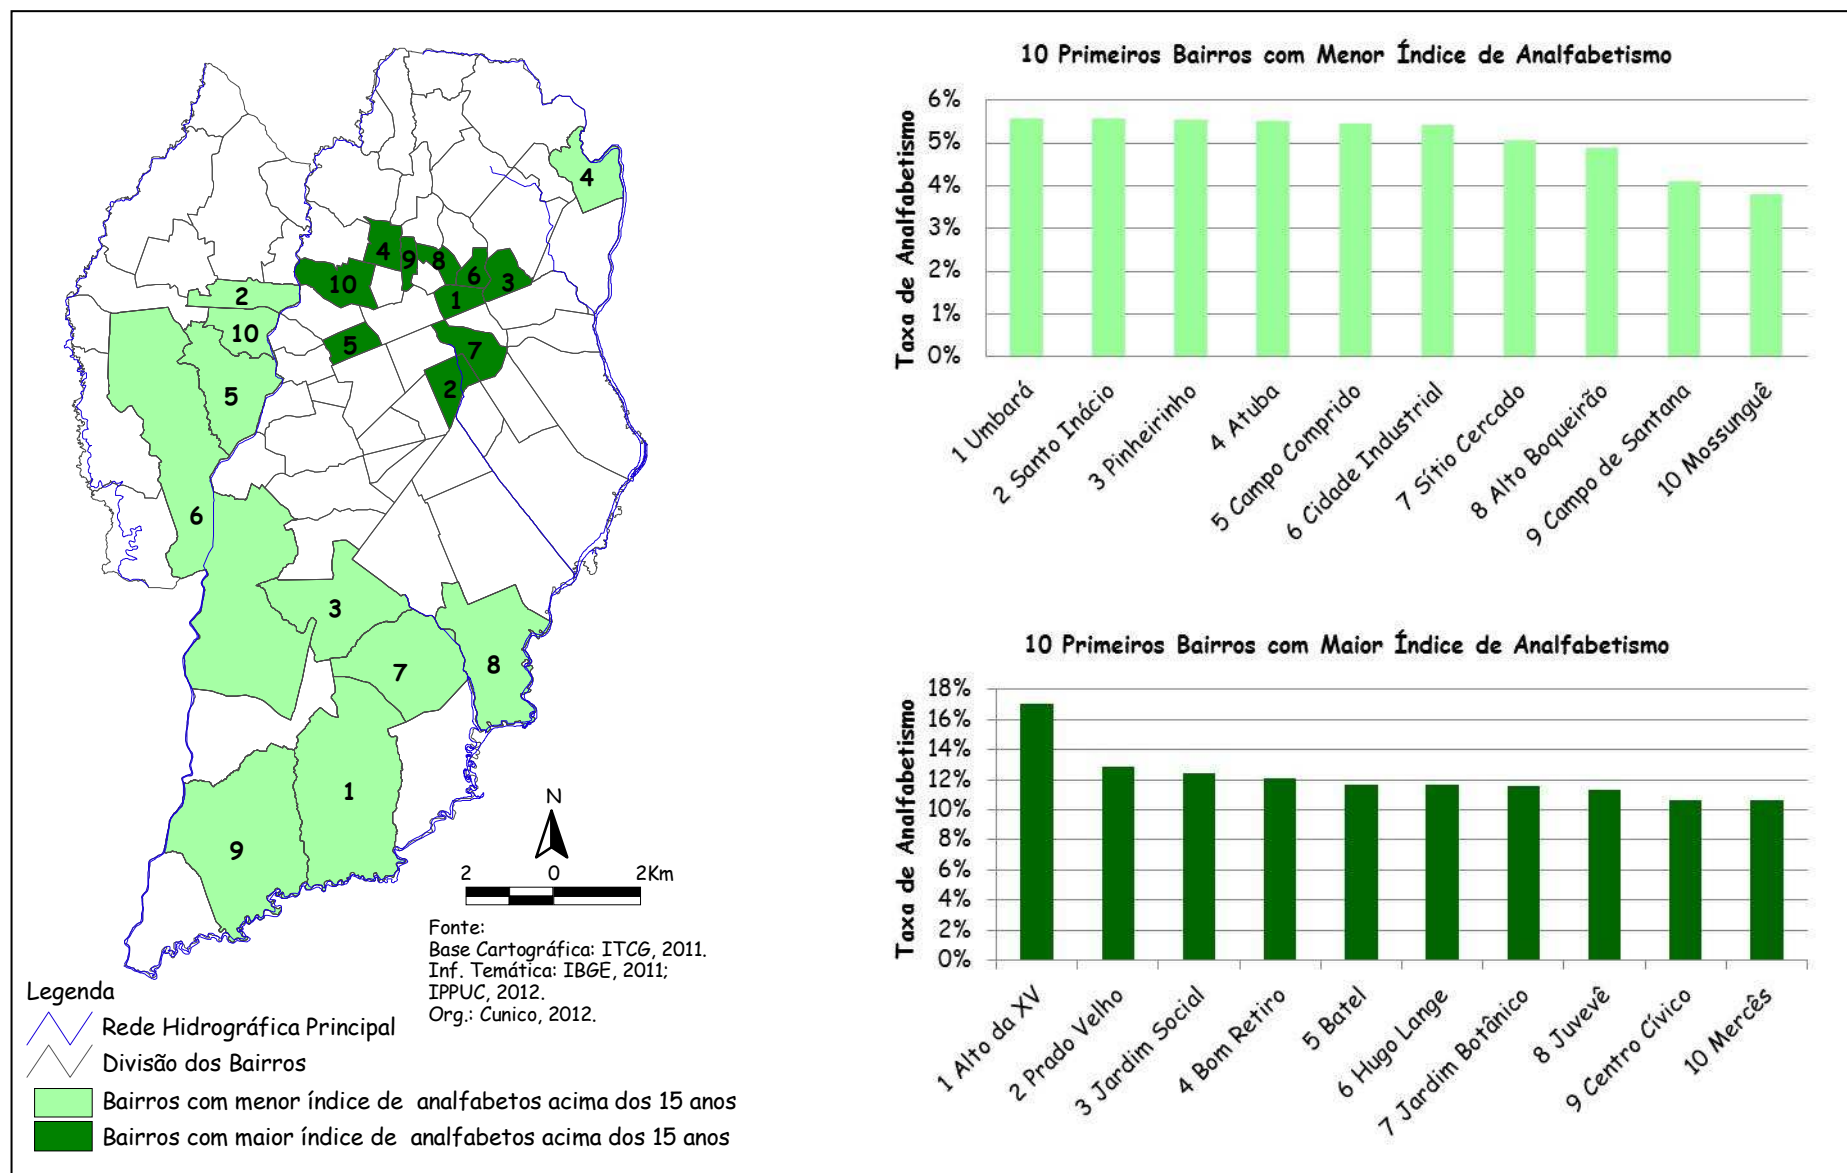 4
4
9
8
6
3
10
1
2
10
5
7
5
2
6
3
7
8
1
9
N
2 0 2Km
Fonte:
Base Cartográfica: ITCG, 2011.
Inf. Temática: IBGE, 2011;
IPPUC, 2012.
Org.: Cunico, 2012.
Legenda
Rede Hidrográfica Principal
Divisão dos Bairros
Bairros com menor índice de analfabetos acima dos 15 anos
Bairros com maior índice de analfabetos acima dos 15 anos
10 Primeiros Bairros com Menor Índice de Analfabetismo
Taxa de Analfabetismo
6%
5%
4%
3%
2%
1%
0%
1 Umbará
2 Santo Inácio
3 Pinheirinho
4 Atuba
5 Campo Comprido
6 Cidade Industrial
7 Sítio Cercado
8 Alto Boqueirão
9 Campo de Santana
10 Mossunguê
10 Primeiros Bairros com Maior Índice de Analfabetismo
Taxa de Analfabetismo
18%
16%
14%
12%
10%
8%
6%
4%
2%
0%
1 Alto da XV
2 Prado Velho
3 Jardim Social
4 Bom Retiro
5 Batel
6 Hugo Lange
7 Jardim Botânico
8 Juvevê
9 Centro Cívico
10 Mercês